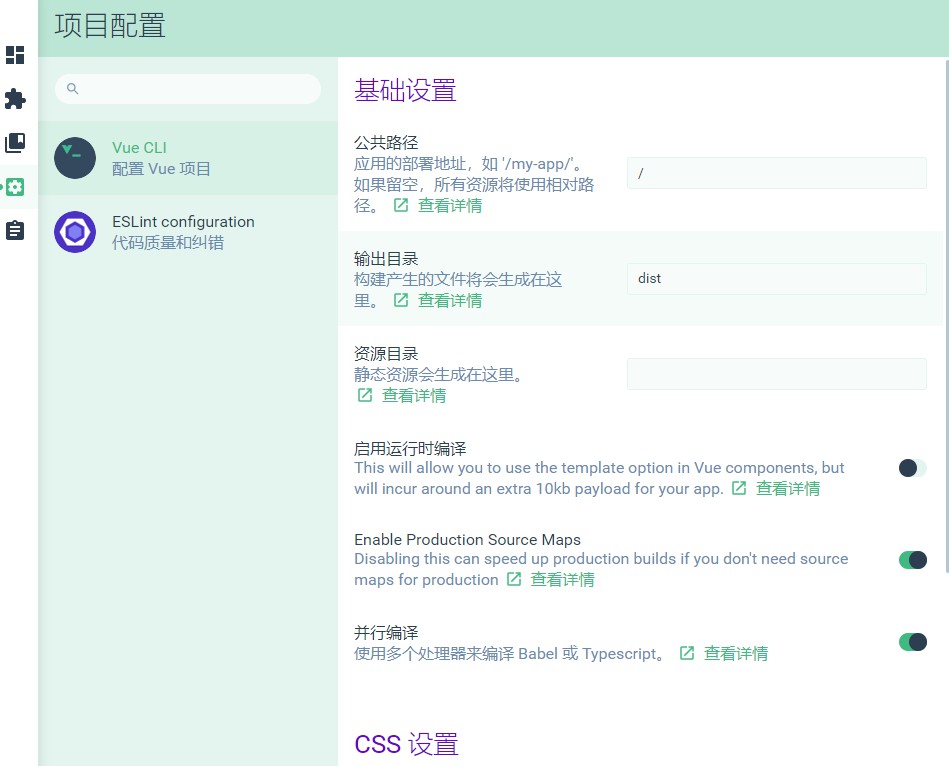 项目配置
Vue CLI
配置 Vue 项目
ESLint configuration
代码质量和纠错
基础设置
公共路径
应用的部署地址，如 '/my-app/'。
如果留空，所有资源将使用相对路
径。 查看详情
/
输出目录
构建产生的文件将会生成在这
里。 查看详情
dist
资源目录
静态资源会生成在这里。
查看详情
启用运行时编译
This will allow you to use the template option in Vue components, but
will incur around an extra 10kb payload for your app. 查看详情
Enable Production Source Maps
Disabling this can speed up production builds if you don't need source
maps for production 查看详情
并行编译
使用多个处理器来编译 Babel 或 Typescript。 查看详情
CSS 设置